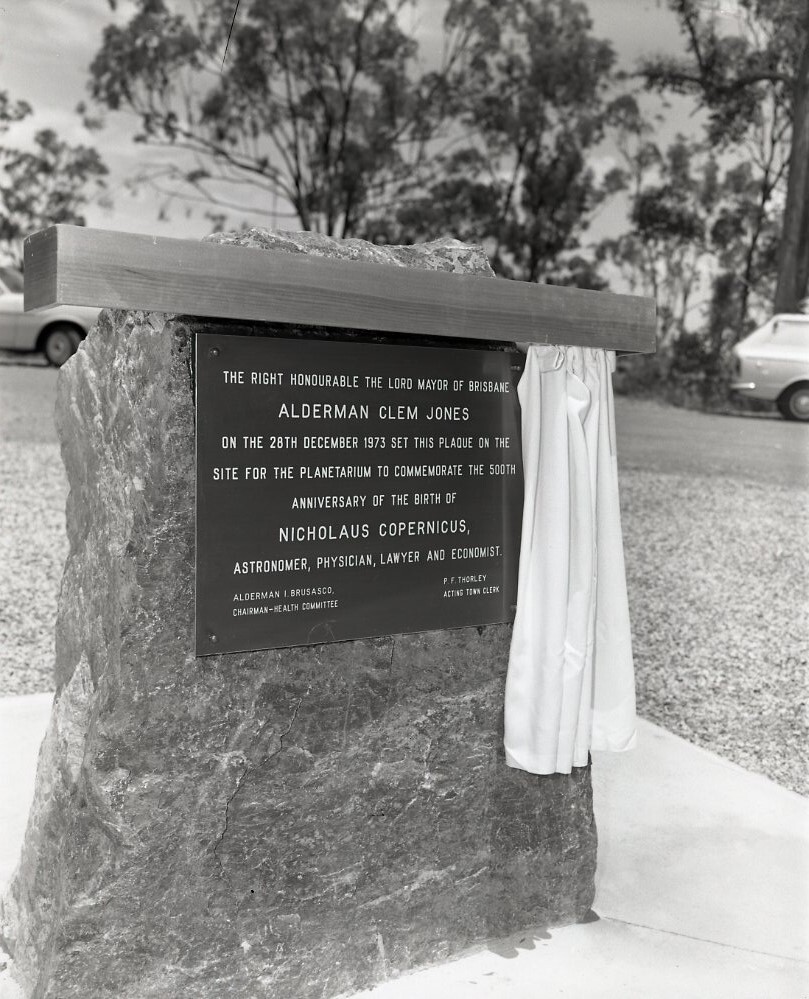 THE RIGHT HONOURABLE THE LORD MAYOR OF BRISBANE
ALDERMAN CLEM JONES
ON THE 28TH DECEMBER 1973 SET THIS PLAQUE ON THE
SITE FOR THE PLANETARIUM TO COMMEMORATE THE 500TH
ANNIVERSARY OF THE BIRTH OF
NICHOLAUS COPERNICUS,
ASTRONOMER, PHYSICIAN, LAWYER AND ECONOMIST.
ALDERMAN I. BRUSASCO,
CHAIRMAN-HEALTH COMMITTEE
P. F. THORLEY
ACTING TOWN CLERK